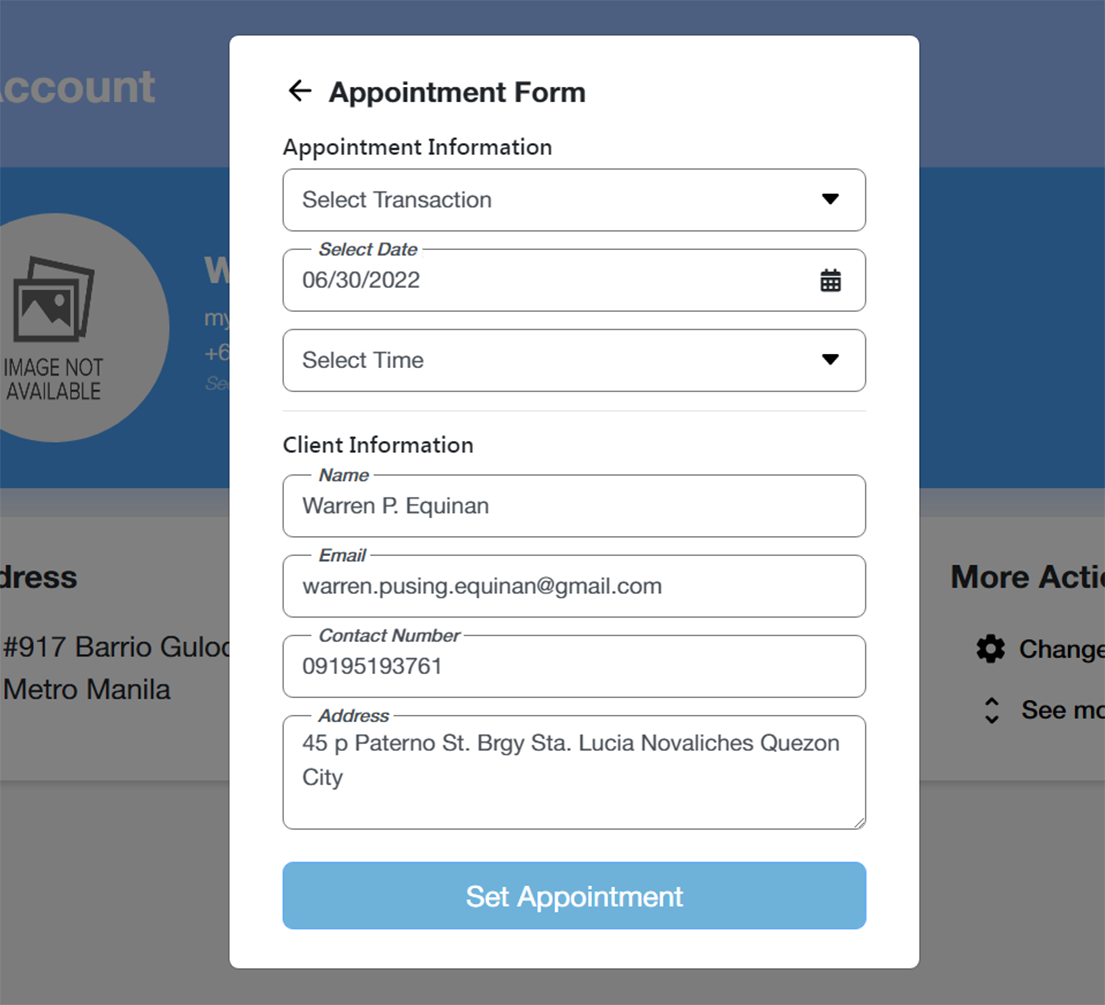 ccount
Appointment Form
Appointment Information
Select Transaction
Select Date
06/30/2022
Select Time
IMAGE NOT
AVAILABLE
W
my
+6
Se
Client Information
Name
Warren P. Equinan
Email
warren.pusing.equinan@gmail.com
Contact Number
09195193761
Address
45 p Paterno St. Brgy Sta. Lucia Novaliches Quezon
City
Set Appointment
dress
#917 Barrio Gulod
Metro Manila
More Actio
Change
See mo